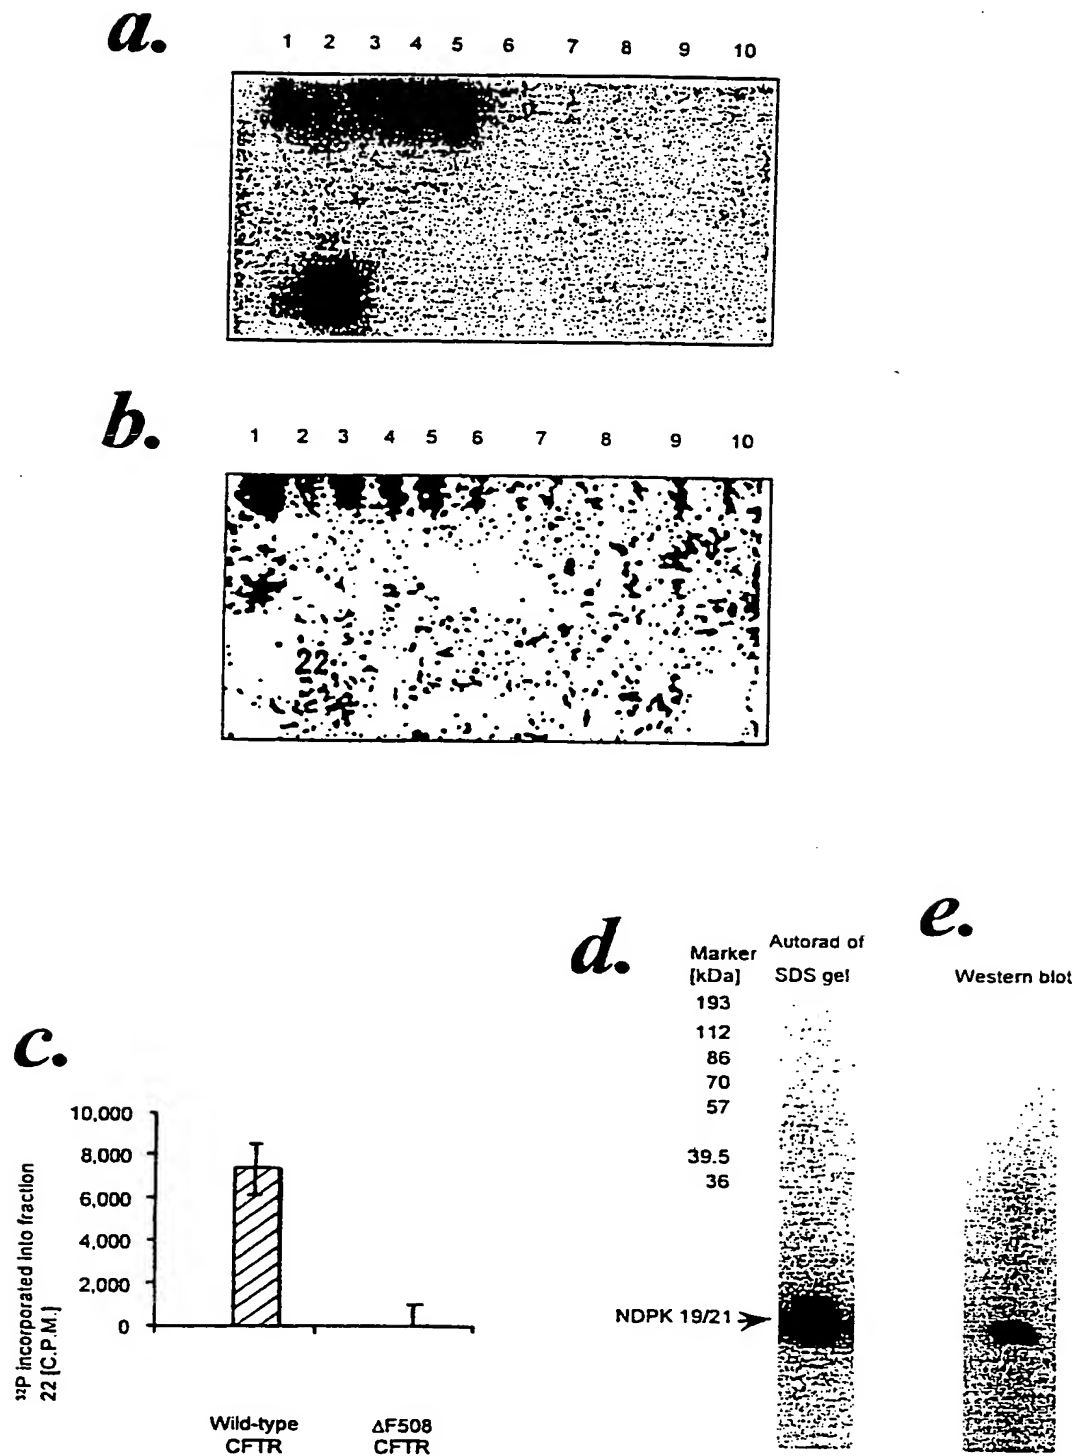 a.
1 2 3 4 5 6 7 8 9 10
22
b.
1 2 3 4 5 6 7 8 9 10
22
c.
10,000
8,000
6,000
4,000
2,000
0
³²P incorporated into fraction
22 [C.P.M.]
Wild-type
CFTR
ΔF508
CFTR
d.
Marker
[kDa]
Autorad of
SDS gel
193
112
86
70
57
39.5
36
NDPK 19/21
e.
Western blot